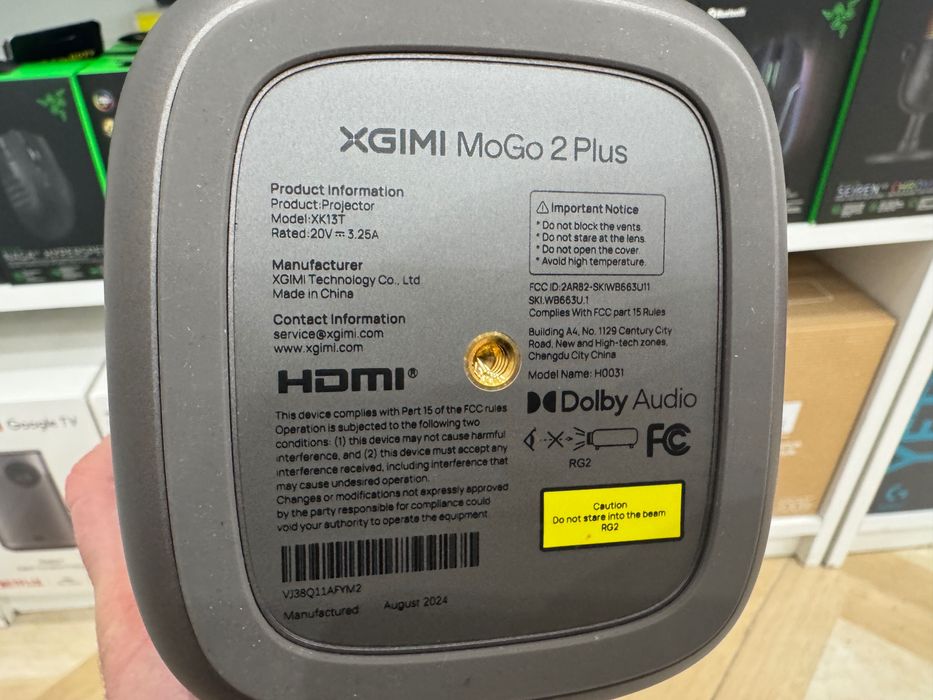 XGIMI MoGo 2 Plus
Product Information
Product:Projector
Model:XK13T
Rated:20V ⎓ 3.25A
Manufacturer
XGIMI Technology Co., Ltd
Made in China
Contact Information
service@xgimi.com
www.xgimi.com
HDMI®
This device complies with Part 15 of the FCC rules
Operation is subjected to the following two
conditions: (1) this device may not cause harmful
interference, and (2) this device must accept any
interference received, including interference that
may cause undesired operation.
Changes or modifications not expressly approved
by the party responsible for compliance could
void your authority to operate the equipment.
VJ38Q11AFYM2
Manufactured August 2024
Important Notice
* Do not block the vents.
* Do not stare at the lens.
* Do not open the cover.
* Avoid high temperature.
FCC ID:2AR82-SKIWB663U11
SKI.WB663U.1
Complies With FCC part 15 Rules
Building A4, No. 1129 Century City
Road, New and High-tech zones,
Chengdu City China
Model Name: H0031
Dolby Audio
RG2
FC
Caution
Do not stare into the beam
RG2
Bluetooth
Google TV